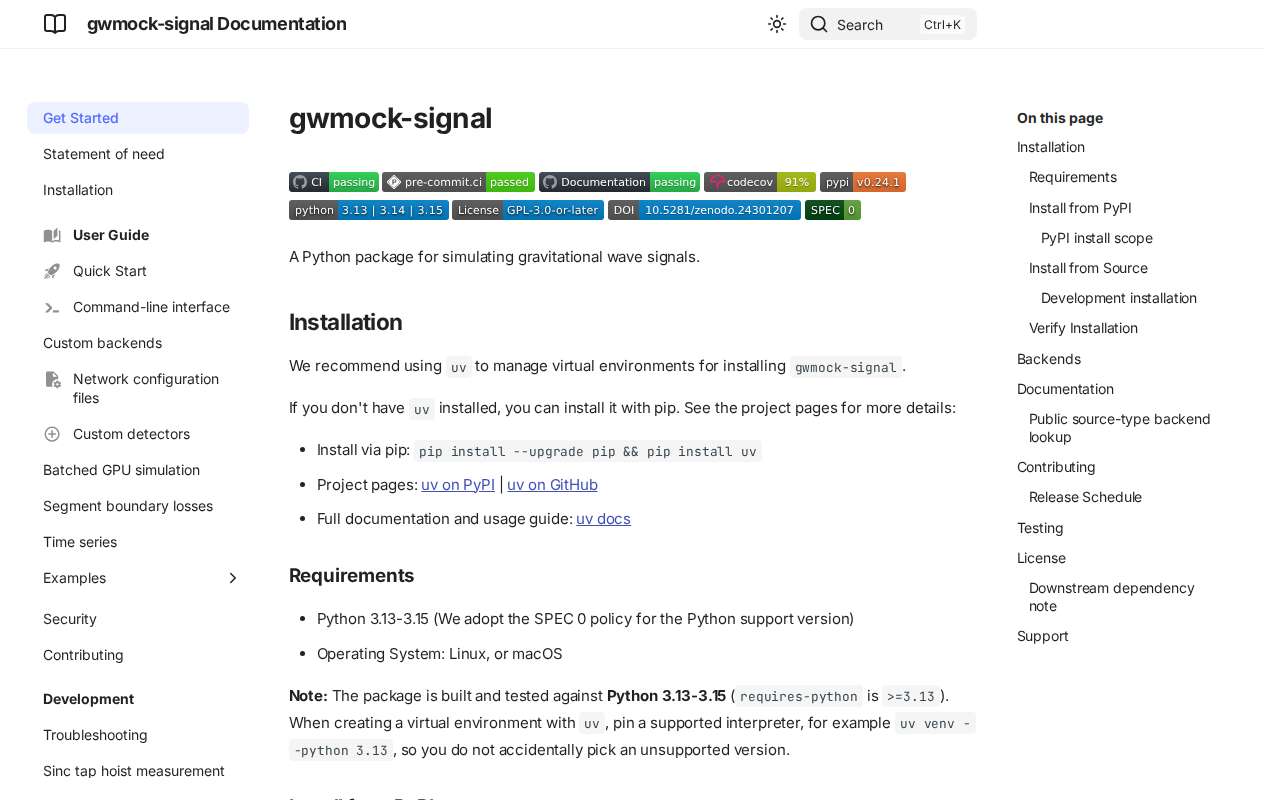 gwmock-signal Documentation
Search
Ctrl+K
Get Started
Statement of need
Installation
User Guide
Quick Start
Command-line interface
Custom backends
Network configuration
files
Custom detectors
Batched GPU simulation
Segment boundary losses
Time series
Examples
Security
Contributing
Development
Troubleshooting
Sinc tap hoist measurement
gwmock-signal
CI passing pre-commit.ci passed Documentation passing codecov 91% pypi v0.24.1
python 3.13 | 3.14 | 3.15 License GPL-3.0-or-later DOI 10.5281/zenodo.24301207 SPEC 0
A Python package for simulating gravitational wave signals.
Installation
We recommend using uv to manage virtual environments for installing gwmock-signal.
If you don't have uv installed, you can install it with pip. See the project pages for more details:
• Install via pip: pip install --upgrade pip && pip install uv
• Project pages: uv on PyPI | uv on GitHub
• Full documentation and usage guide: uv docs
Requirements
• Python 3.13-3.15 (We adopt the SPEC 0 policy for the Python support version)
• Operating System: Linux, or macOS
Note: The package is built and tested against Python 3.13-3.15 (requires-python is >=3.13).
When creating a virtual environment with uv, pin a supported interpreter, for example uv venv -
-python 3.13, so you do not accidentally pick an unsupported version.
On this page
Installation
Requirements
Install from PyPI
PyPI install scope
Install from Source
Development installation
Verify Installation
Backends
Documentation
Public source-type backend
lookup
Contributing
Release Schedule
Testing
License
Downstream dependency
note
Support